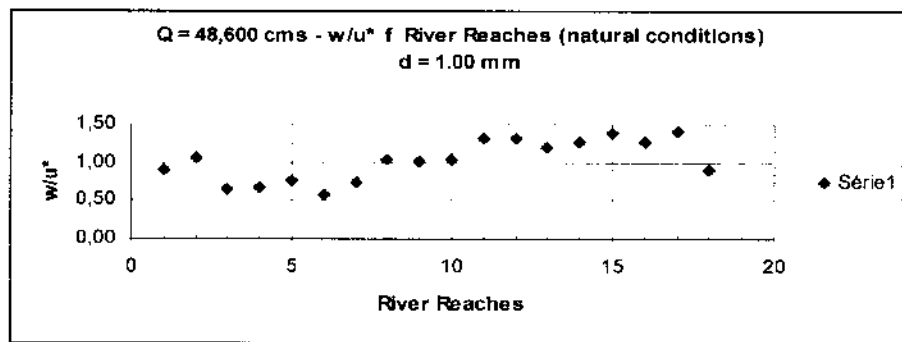 Q = 48,600 cms - w/u* f River Reaches (natural conditions)
d = 1.00 mm
1,50
1,00
0,50
0,00
w/u*
0 5 10 15 20
River Reaches
Série1